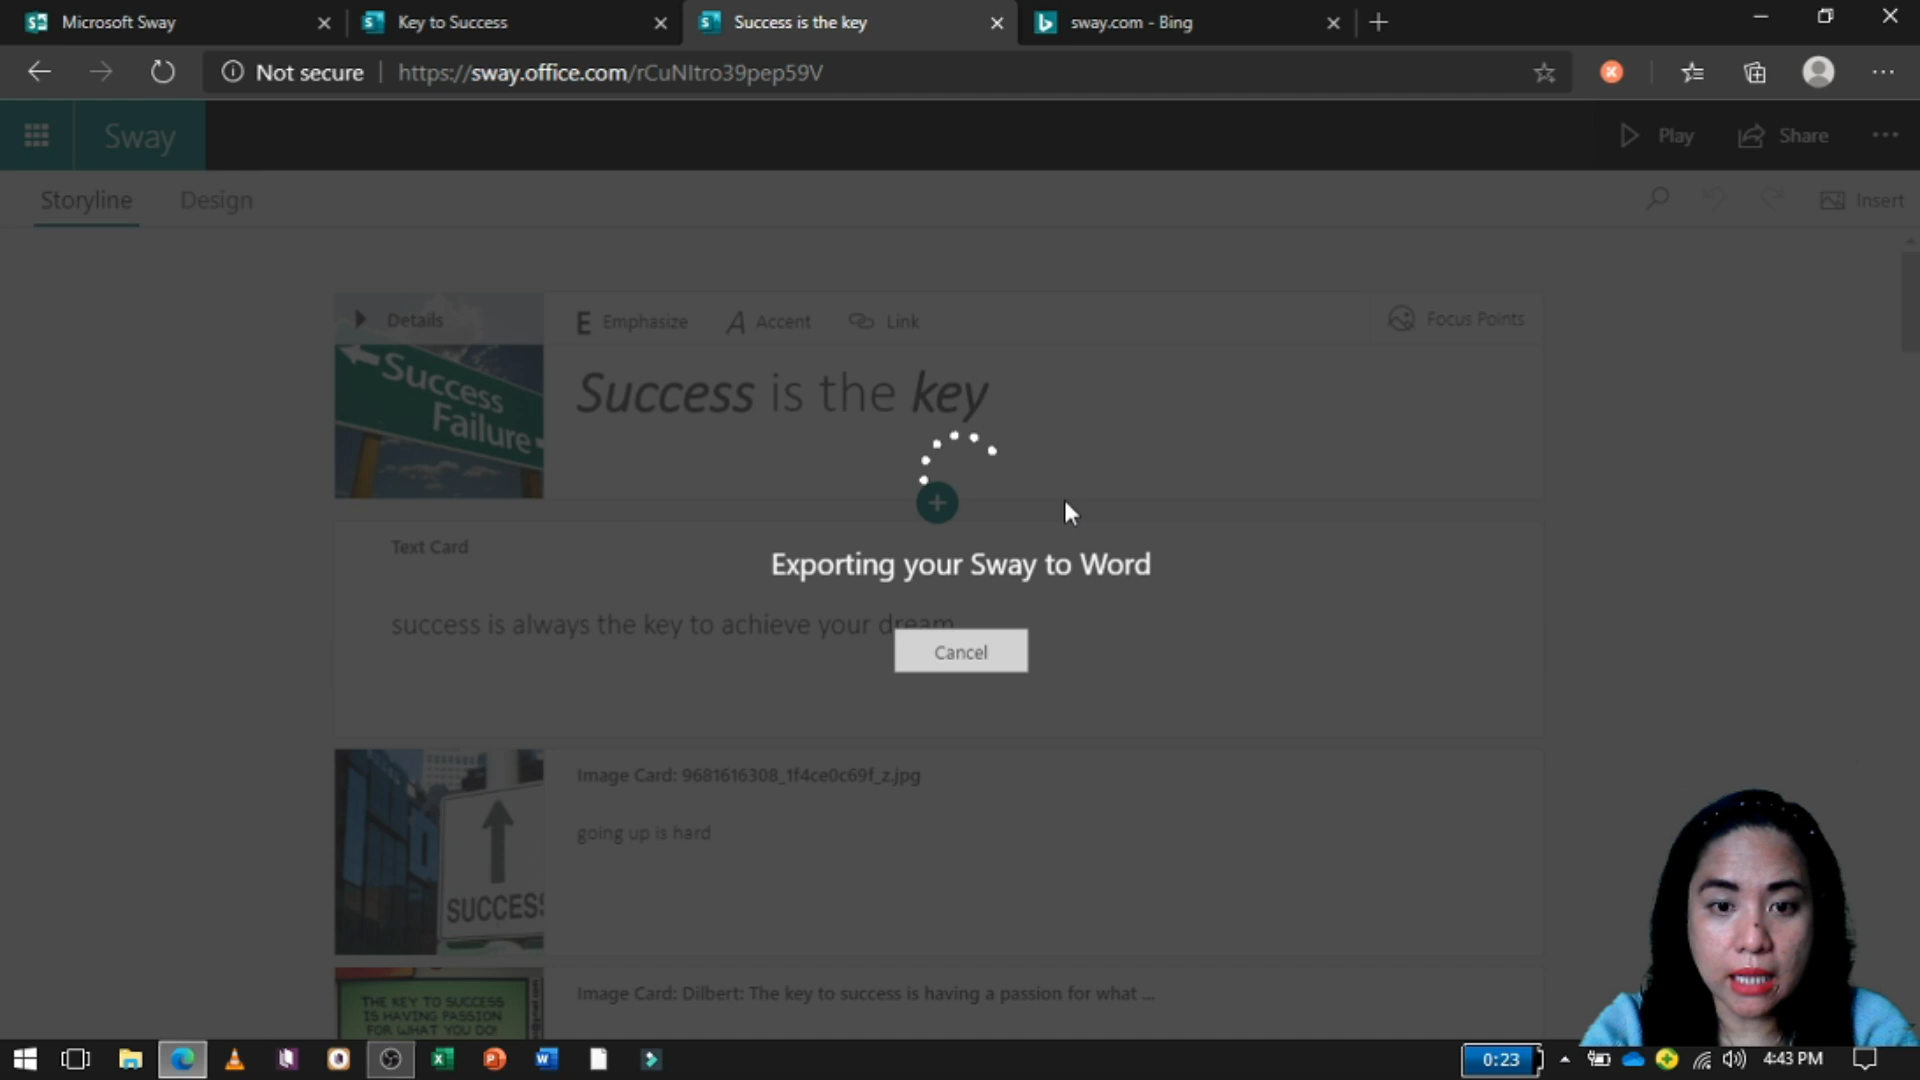 Microsoft Sway
Key to Success
Success is the key
sway.com - Bing
Not secure
https://sway.office.com/rCuNItro39pep59V
Sway
Play
Share
Storyline
Design
Insert
Details
E Emphasize
A Accent
Link
Focus Points
Success
Failure
Success is the key
Exporting your Sway to Word
Text Card
success is always the key to achieve your dream
Cancel
Image Card: 9681616308_1f4ce0c69f_z.jpg
going up is hard
SUCCESS
Image Card: Dilbert: The key to success is having a passion for what ...
THE KEY TO SUCCESS
IS HAVING PASSION
FOR WHAT YOU DO!
0:23
4:43 PM